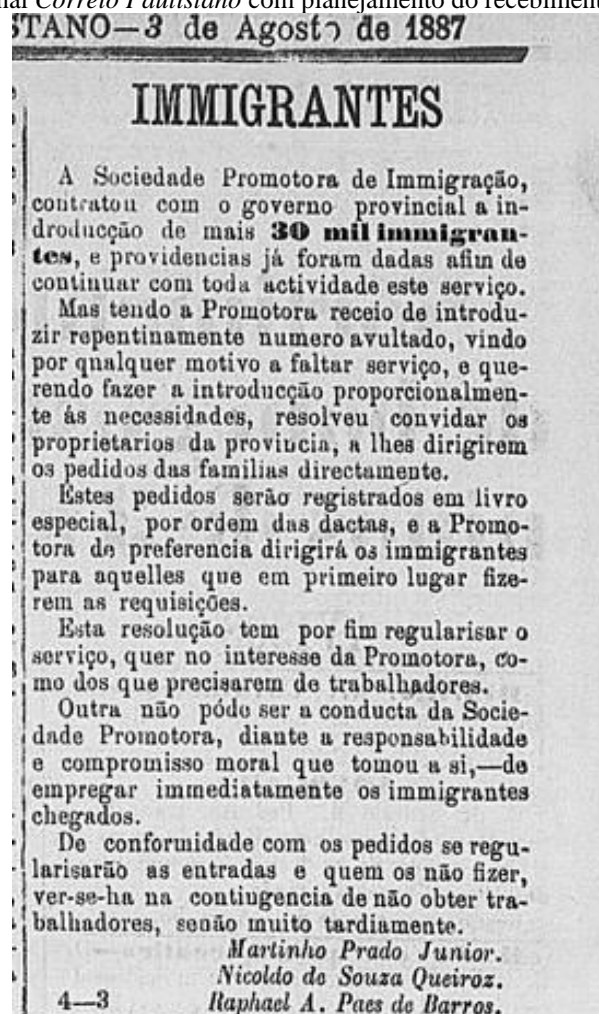 nal Correio Paulistano com planejamento do recebiment
STANO—3 de Agosto de 1887
IMMIGRANTES
A Sociedade Promotora de Immigração,
contratou com o governo provincial a in-
droducção de mais 30 mil immigran-
tes, e providencias já foram dadas afim de
continuar com toda actividade este serviço.
Mas tendo a Promotora receio de introdu-
zir repentinamente numero avultado, vindo
por qualquer motivo a faltar serviço, e que-
rendo fazer a introducção proporcionalmen-
te ás necessidades, resolveu convidar os
proprietarios da provincia, a lhes dirigirem
os pedidos das familias directamente.
Estes pedidos serão registrados em livro
especial, por ordem das dactas, e a Promo-
tora de preferencia dirigirá os immigrantes
para aquelles que em primeiro lugar fize-
rem as requisições.
Esta resolução tem por fim regularisar o
serviço, quer no interesse da Promotora, co-
mo dos que precisarem de trabalhadores.
Outra não póde ser a conducta da Socie-
dade Promotora, diante a responsabilidade
e compromisso moral que tomou a si,—de
empregar immediatamente os immigrantes
chegados.
De conformidade com os pedidos se regu-
larisarão as entradas e quem os não fizer,
ver-se-ha na contingencia de não obter tra-
balhadores, senão muito tardiamente.
Martinho Prado Junior.
Nicoldo de Souza Queiroz.
4—3 Raphael A. Paes de Barros.